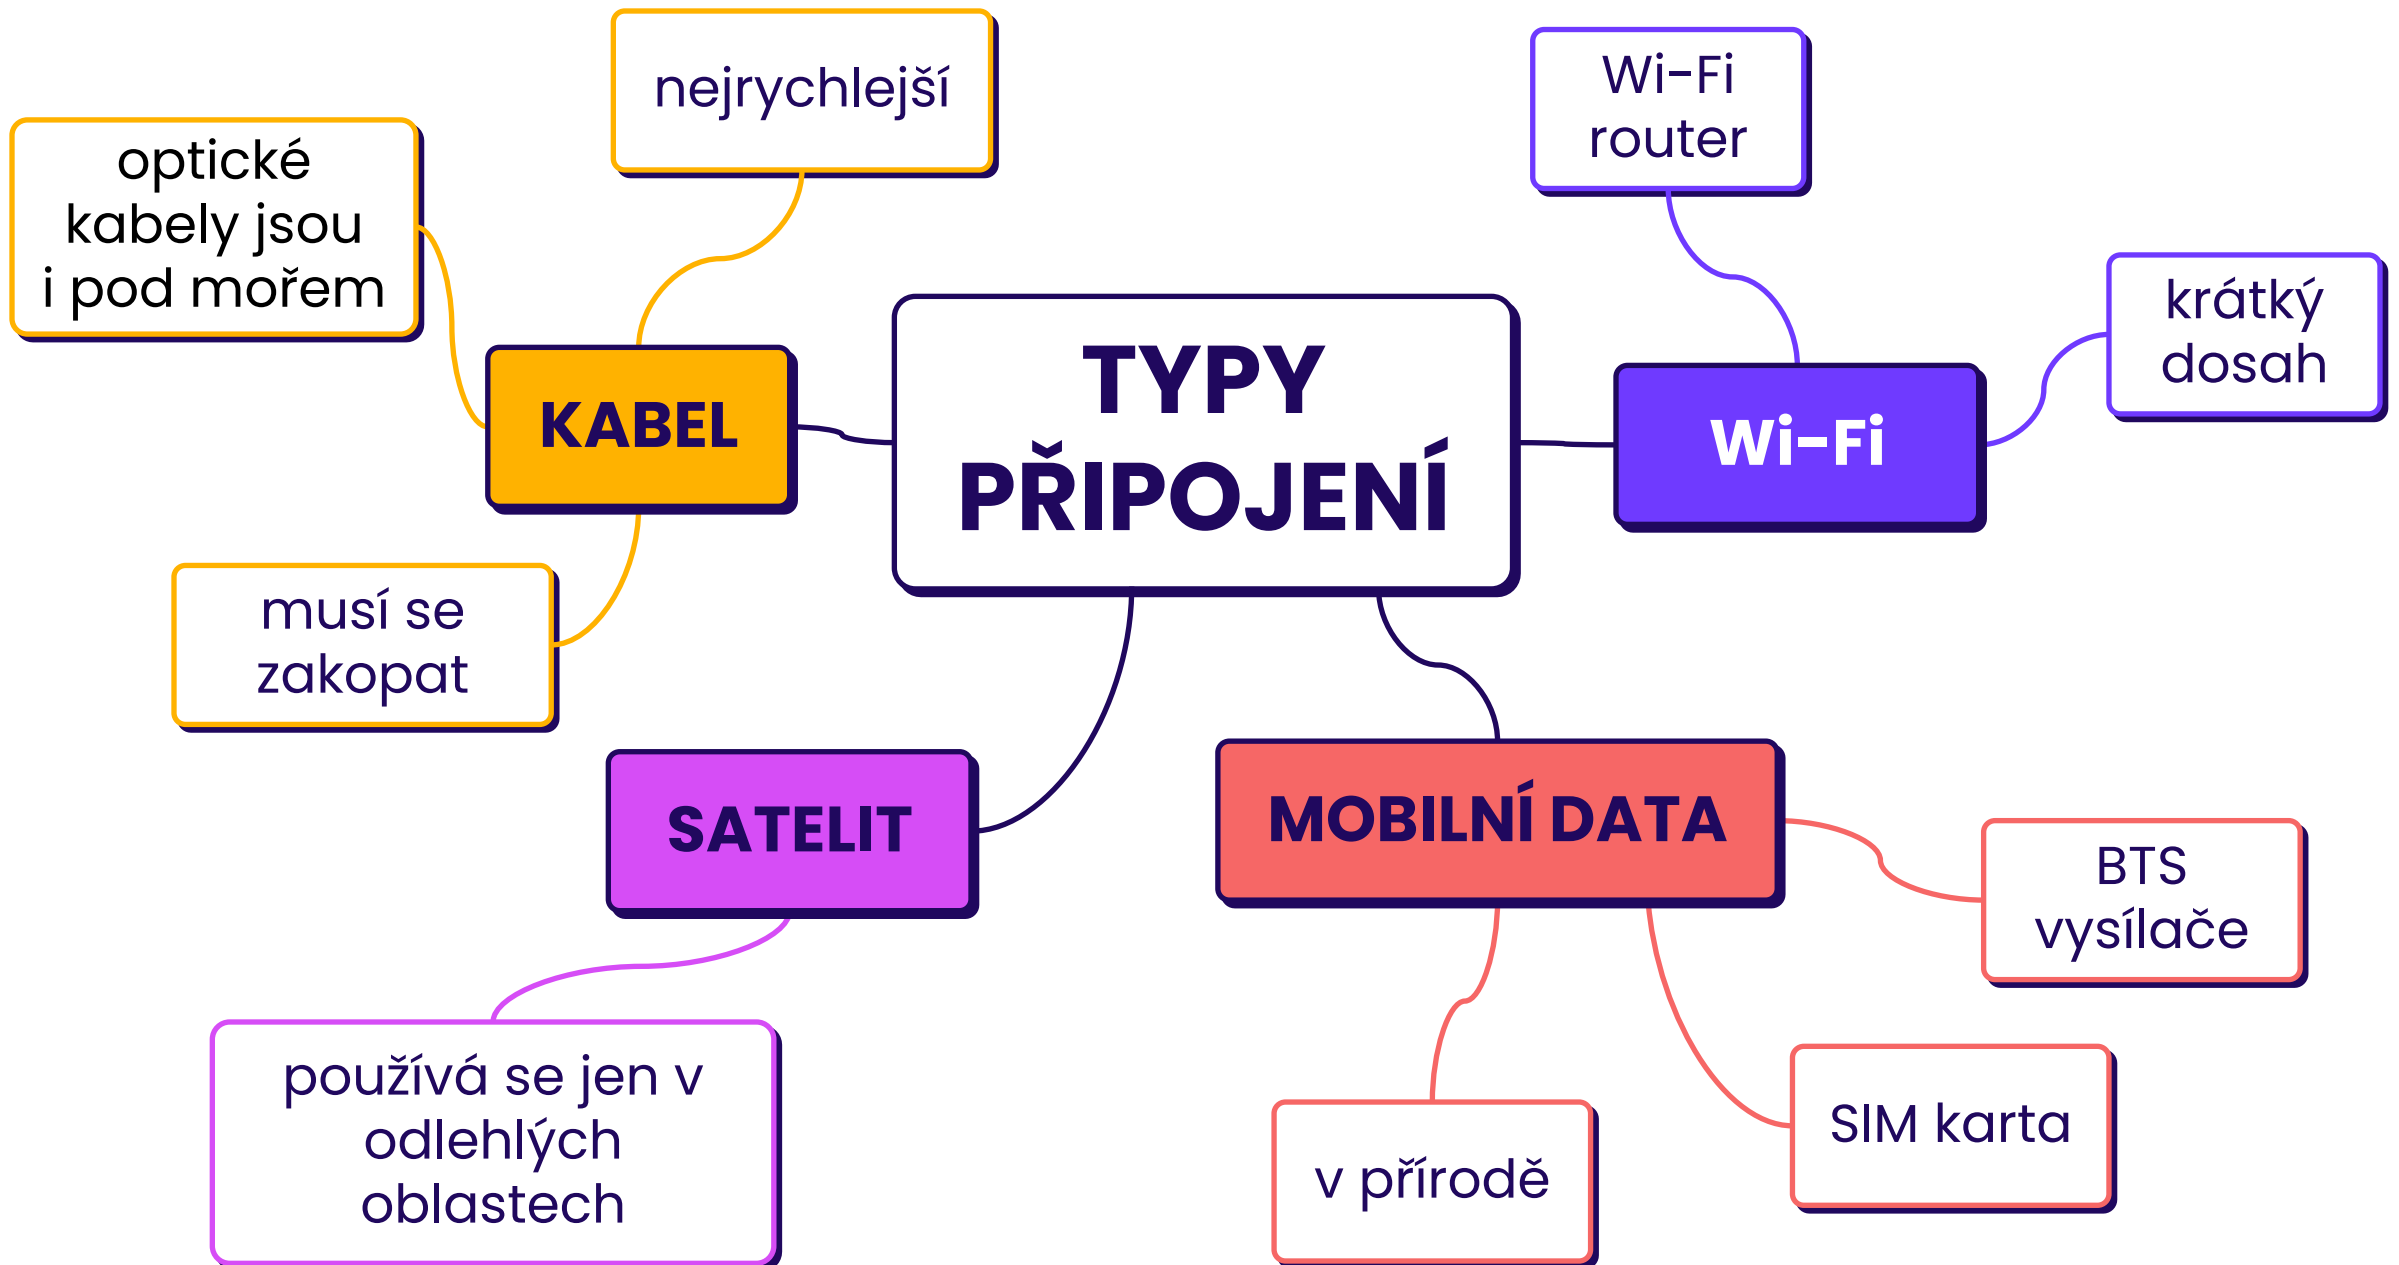 nejrychlejší
Wi-Fi
router
optické
kabely jsou
i pod mořem
krátký
dosah
TYPY
PŘIPOJENÍ
KABEL
Wi-Fi
musí se
zakopat
SATELIT
MOBILNÍ DATA
BTS
vysílače
používá se jen v
odlehlých
oblastech
v přírodě
SIM karta